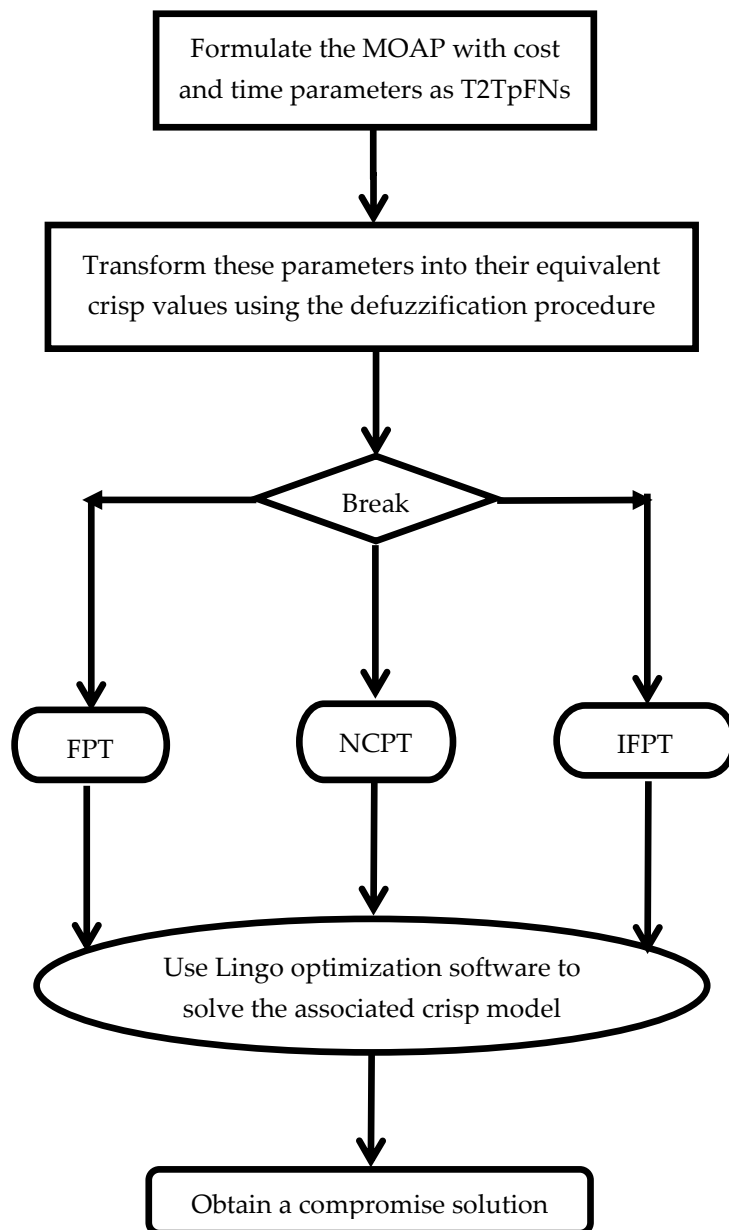 Formulate the MOAP with cost
and time parameters as T2TpFNs
Transform these parameters into their equivalent
crisp values using the defuzzification procedure
Break
FPT
NCPT
IFPT
Use Lingo optimization software to
solve the associated crisp model
Obtain a compromise solution